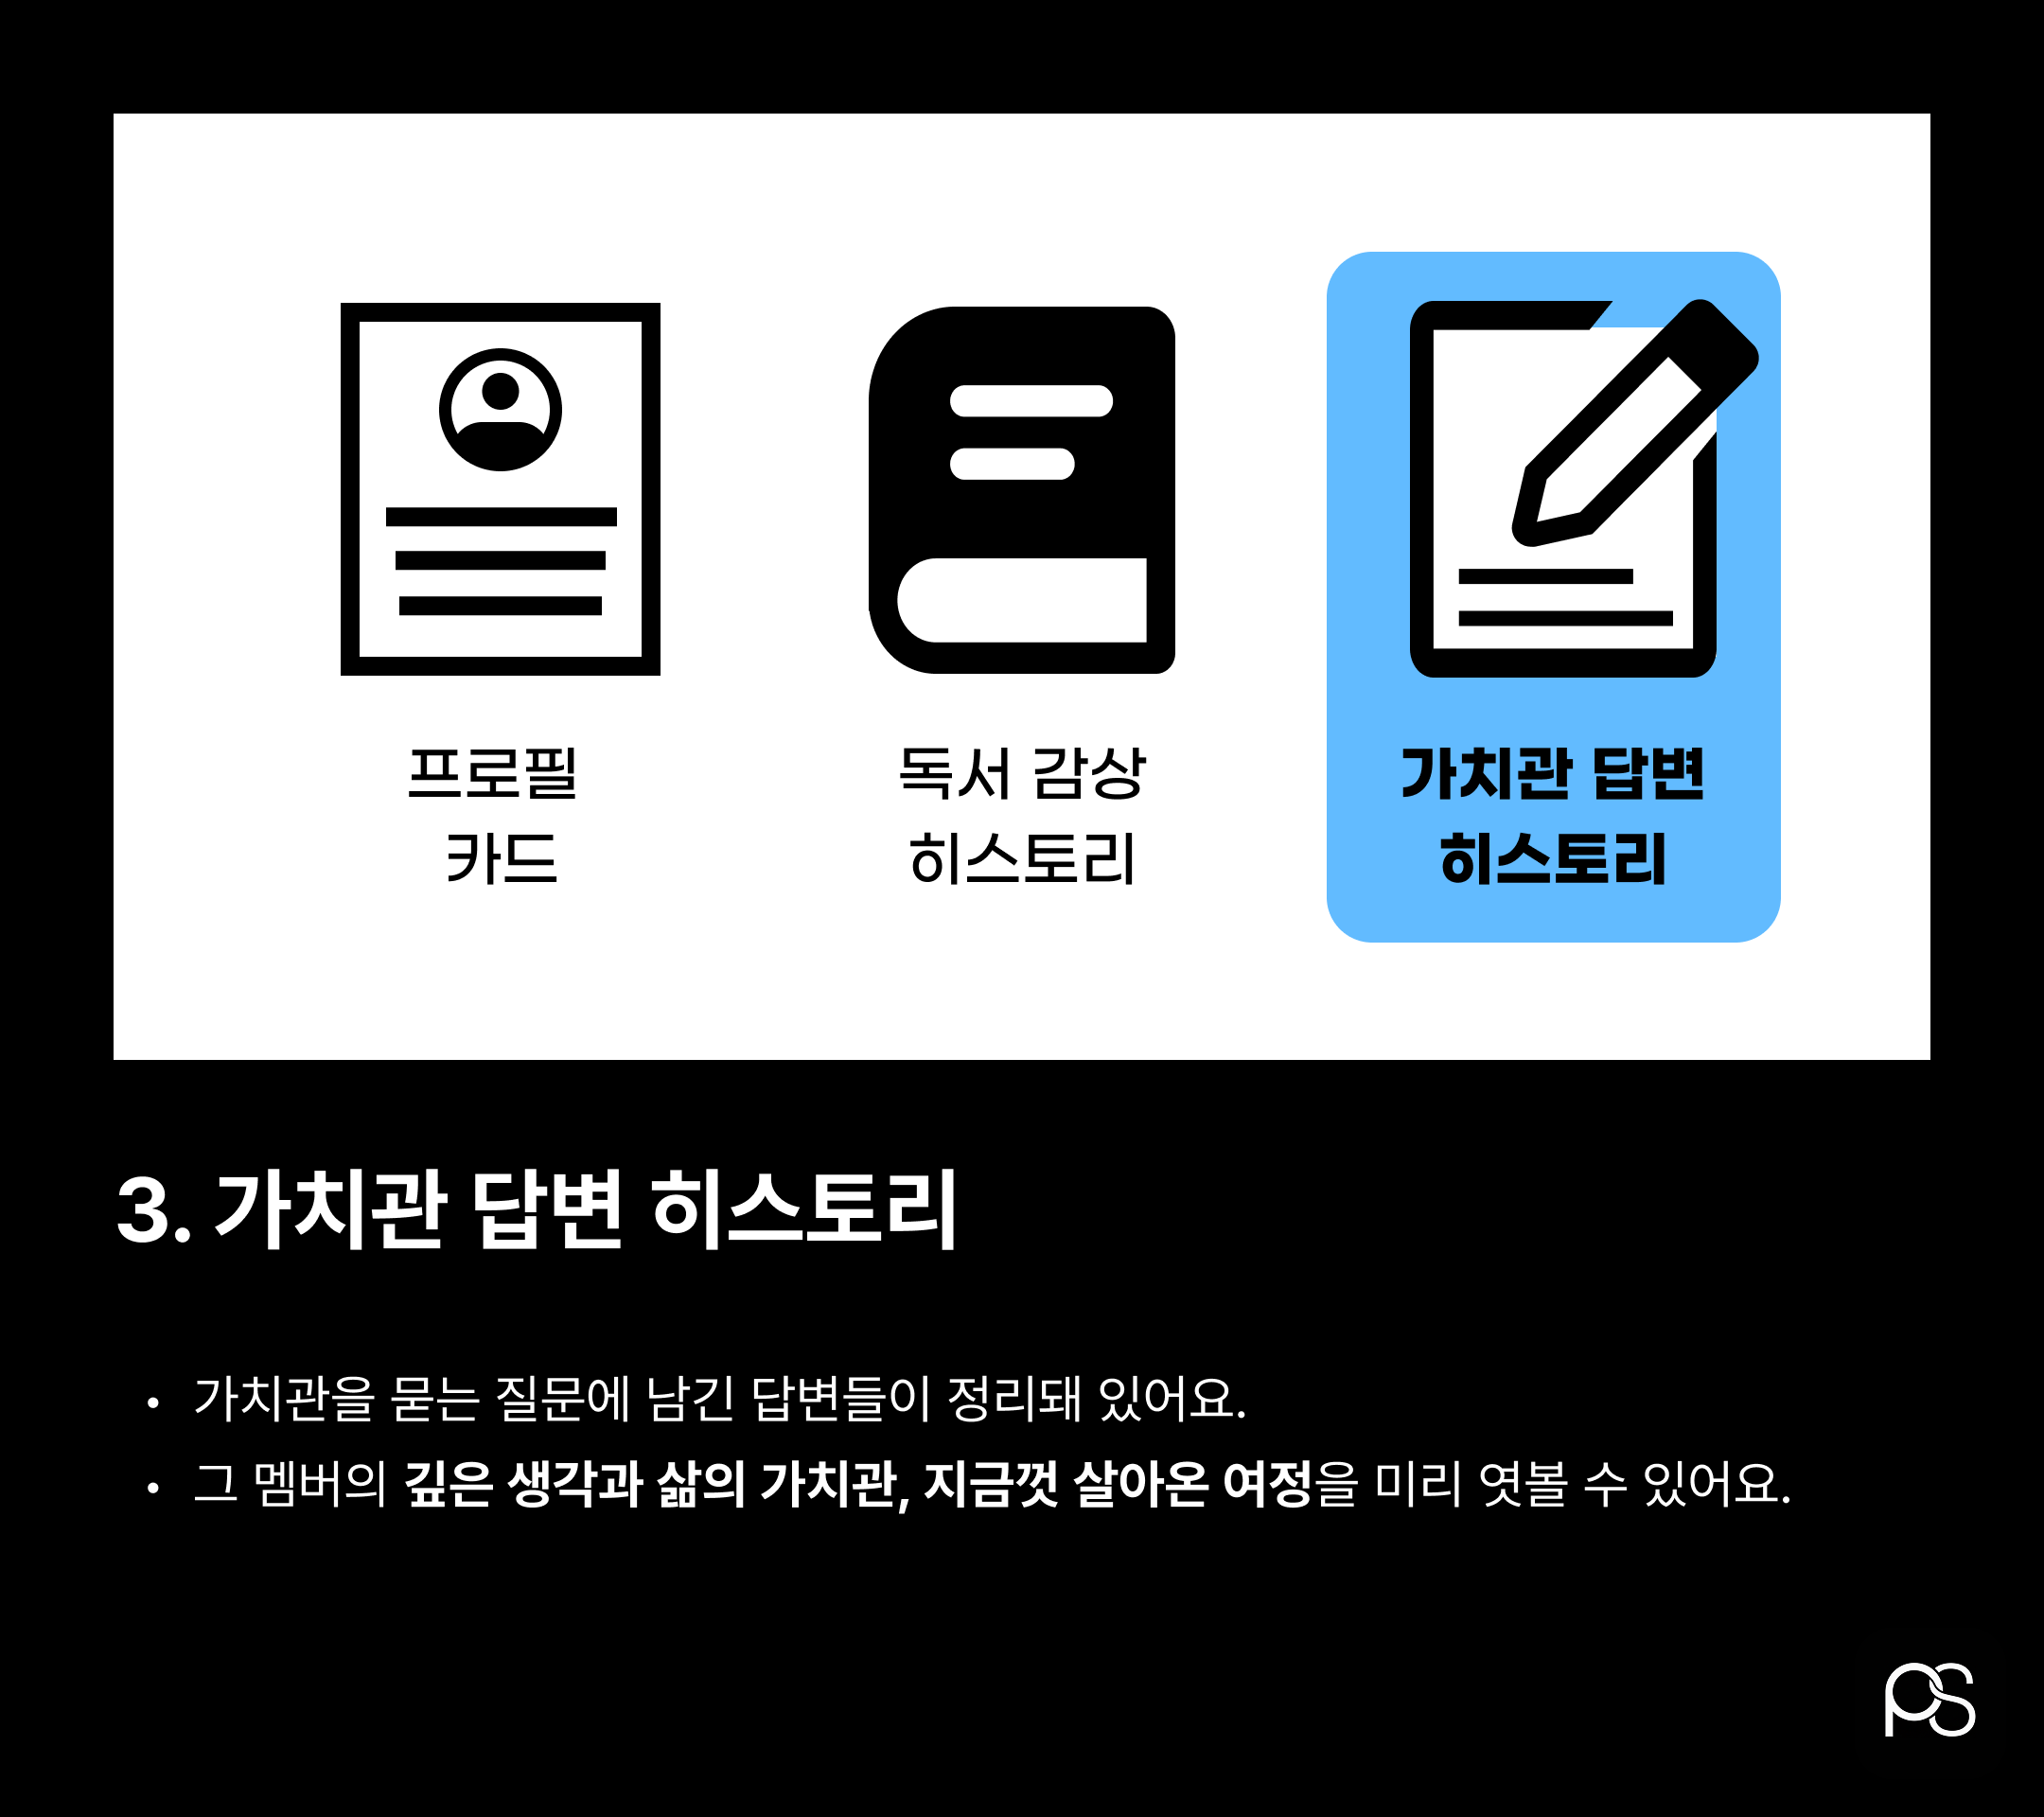 프로필
카드
독서 감상
히스토리
가치관 답변
히스토리
3. 가치관 답변 히스토리
• 가치관을 묻는 질문에 남긴 답변들이 정리돼 있어요.
• 그 멤버의 깊은 생각과 삶의 가치관, 지금껏 살아온 여정을 미리 엿볼 수 있어요.
PS